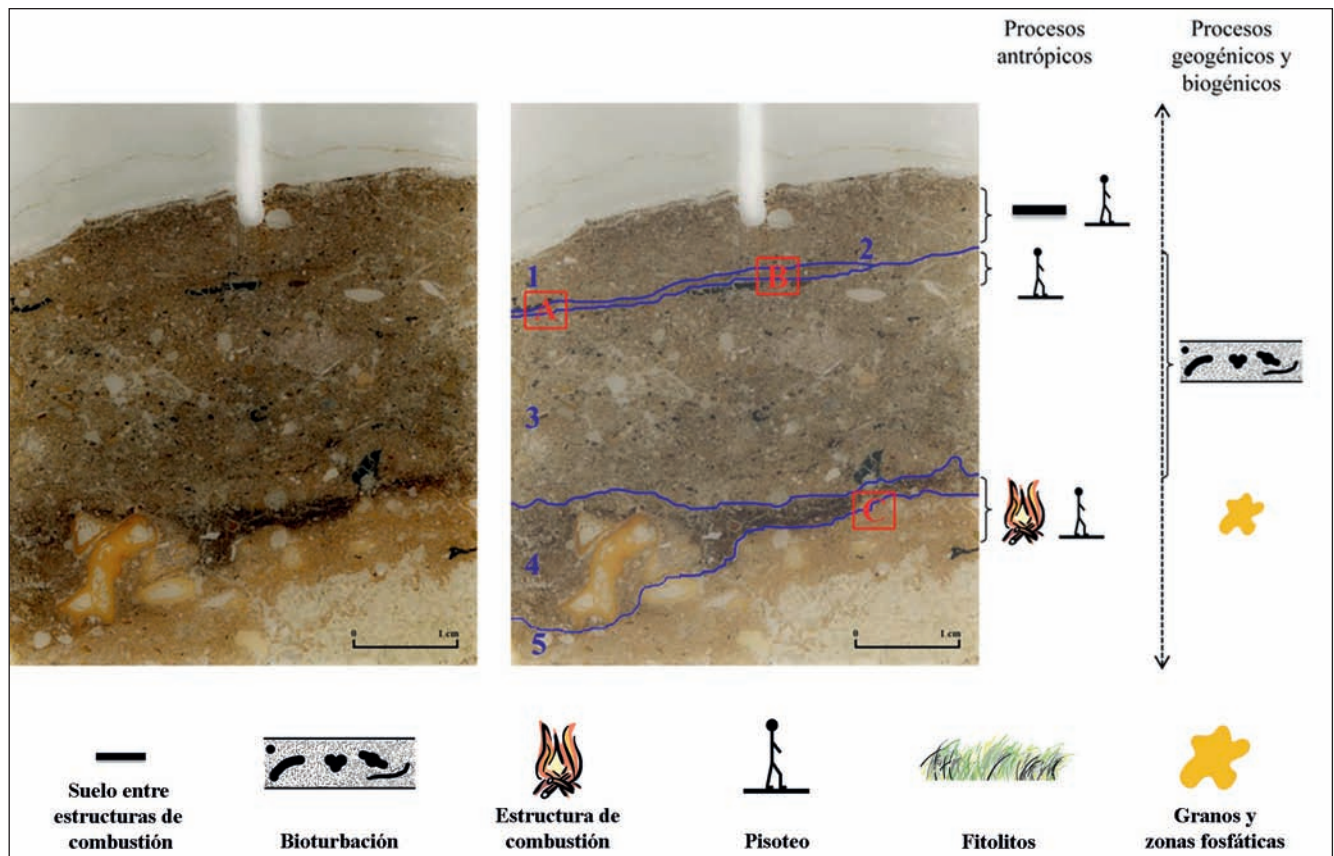 Procesos
antrópicos
Procesos
geogénicos y
biogénicos
1
2
A
B
3
C
4
5
0
1 cm
0
1 cm
Suelo entre
estructuras de
combustión
Bioturbación
Estructura de
combustión
Pisoteo
Fitolitos
Granos y
zonas fosfáticas